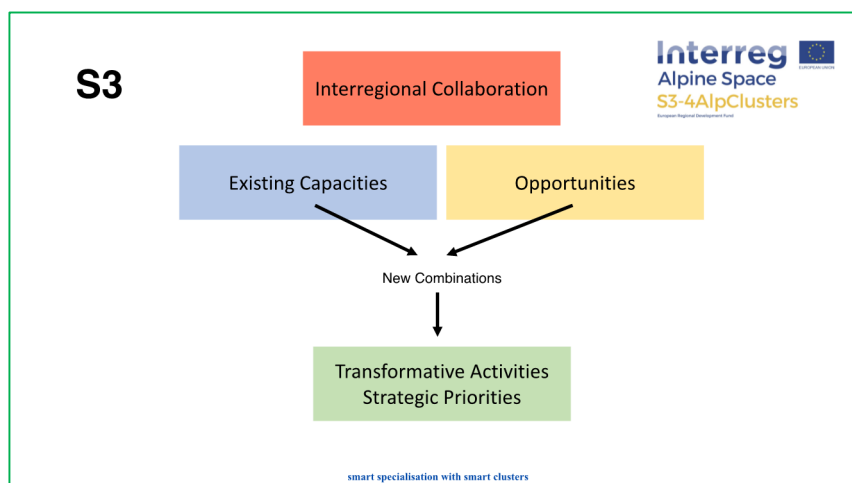 S3
Interregional Collaboration
Interreg
EUROPEAN UNION
Alpine Space
S3-4AlpClusters
European Regional Development Fund
Existing Capacities
Opportunities
New Combinations
Transformative Activities
Strategic Priorities
smart specialisation with smart clusters